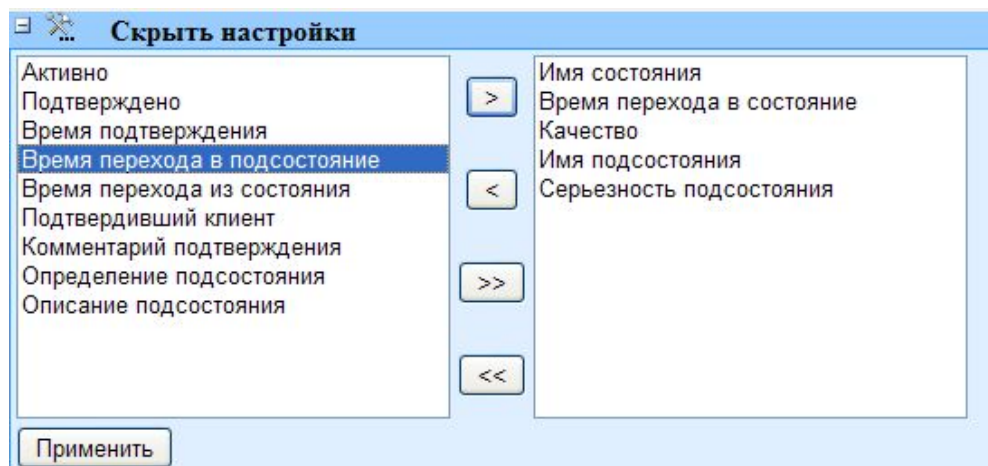 Скрыть настройки
Активно
Подтверждено
Время подтверждения
Время перехода в подсостояние
Время перехода из состояния
Подтвердивший клиент
Комментарий подтверждения
Определение подсостояния
Описание подсостояния
>
<
>>
<<
Имя состояния
Время перехода в состояние
Качество
Имя подсостояния
Серьезность подсостояния
Применить